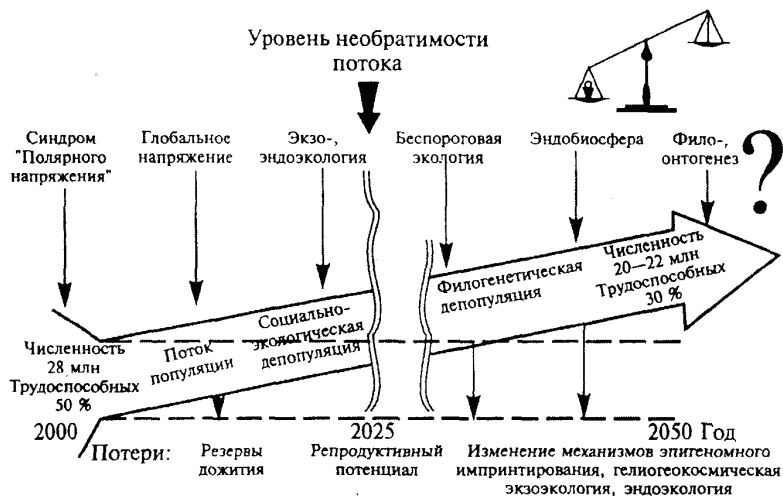 Уровень необратимости
потока
Синдром
"Полярного
напряжения"
Глобальное
напряжение
Экзо-,
эндоэкология
Беспороговая
экология
Эндобиосфера
Фило-,
онтогенез
?
Численность
28 млн
Трудоспособных
50 %
Поток
популяции
Социально-
экологическая
депопуляция
Филогенетическая
депопуляция
Численность
20—22 млн
Трудоспособных
30 %
2000
2025
2050 Год
Потери:
Резервы
дожития
Репродуктивный
потенциал
Изменение механизмов эпигеномного
импринтирования, гелиогеокосмическая
экзоэкология, эндоэкология